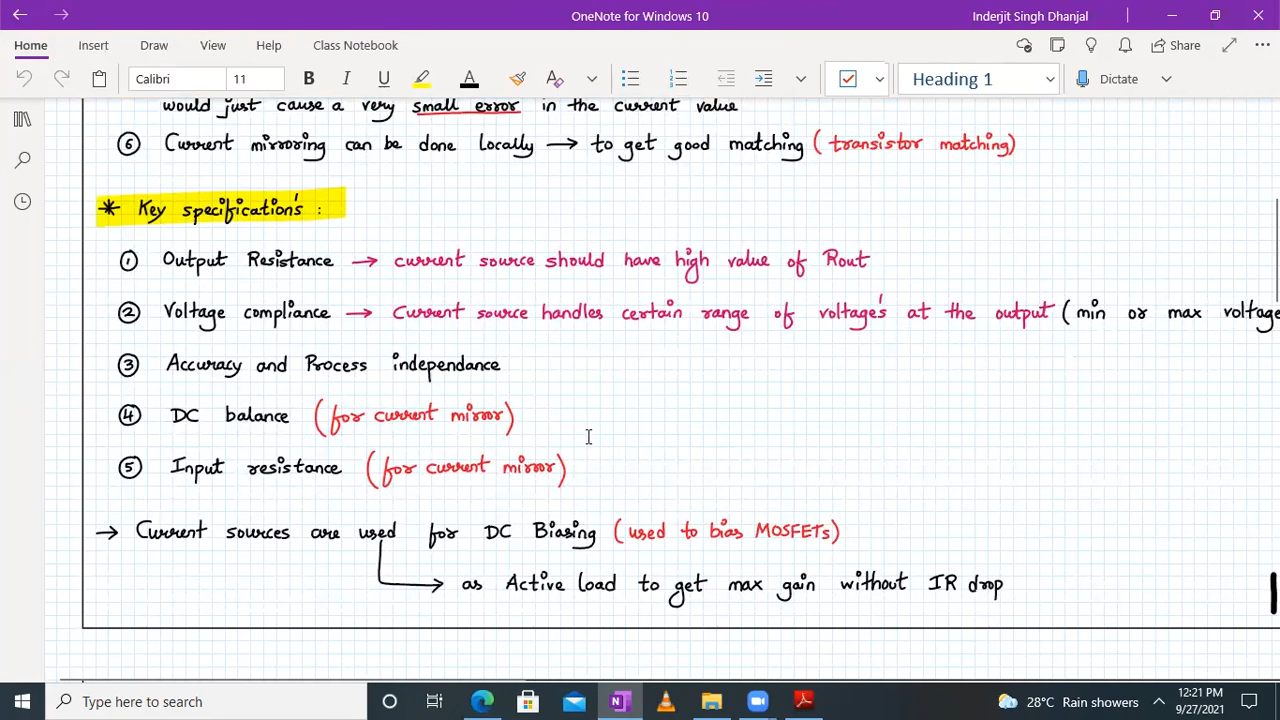 OneNote for Windows 10
Inderjit Singh Dhanjal
Home Insert Draw View Help Class Notebook Share
Calibri 11 B I U A Heading 1 Dictate
would just cause a very small error in the current value
⑥ Current mirroring can be done locally → to get good matching (transistor matching)
* Key specification's :
① Output Resistance → current source should have high value of Rout
② Voltage compliance → Current source handles certain range of voltage's at the output (min or max voltage
③ Accuracy and Process independance
④ DC balance (for current mirror)
⑤ Input resistance (for current mirror)
→ Current sources are used for DC Biasing (used to bias MOSFETs)
→ as Active load to get max gain without IR drop
Type here to search
28°C Rain showers
12:21 PM
9/27/2021